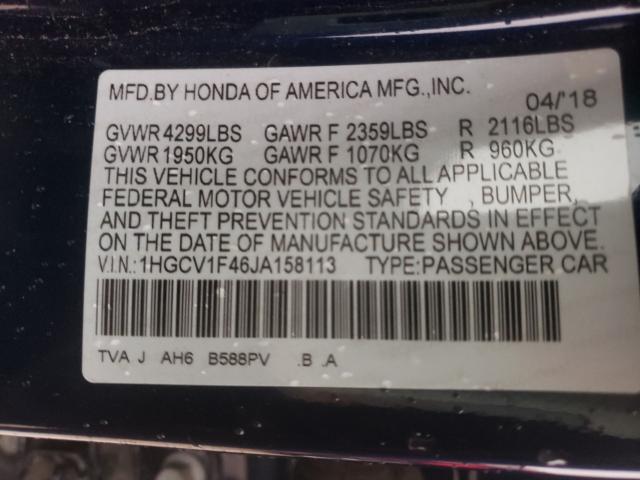 MFD.BY HONDA OF AMERICA MFG.,INC.
04/'18
GVWR 4299LBS GAWR F 2359LBS R 2116LBS
GVWR 1950KG GAWR F 1070KG R 960KG
THIS VEHICLE CONFORMS TO ALL APPLICABLE
FEDERAL MOTOR VEHICLE SAFETY , BUMPER,
AND THEFT PREVENTION STANDARDS IN EFFECT
ON THE DATE OF MANUFACTURE SHOWN ABOVE.
V.I.N.:1HGCV1F46JA158113 TYPE:PASSENGER CAR
TVA J AH6 B588PV .B .A